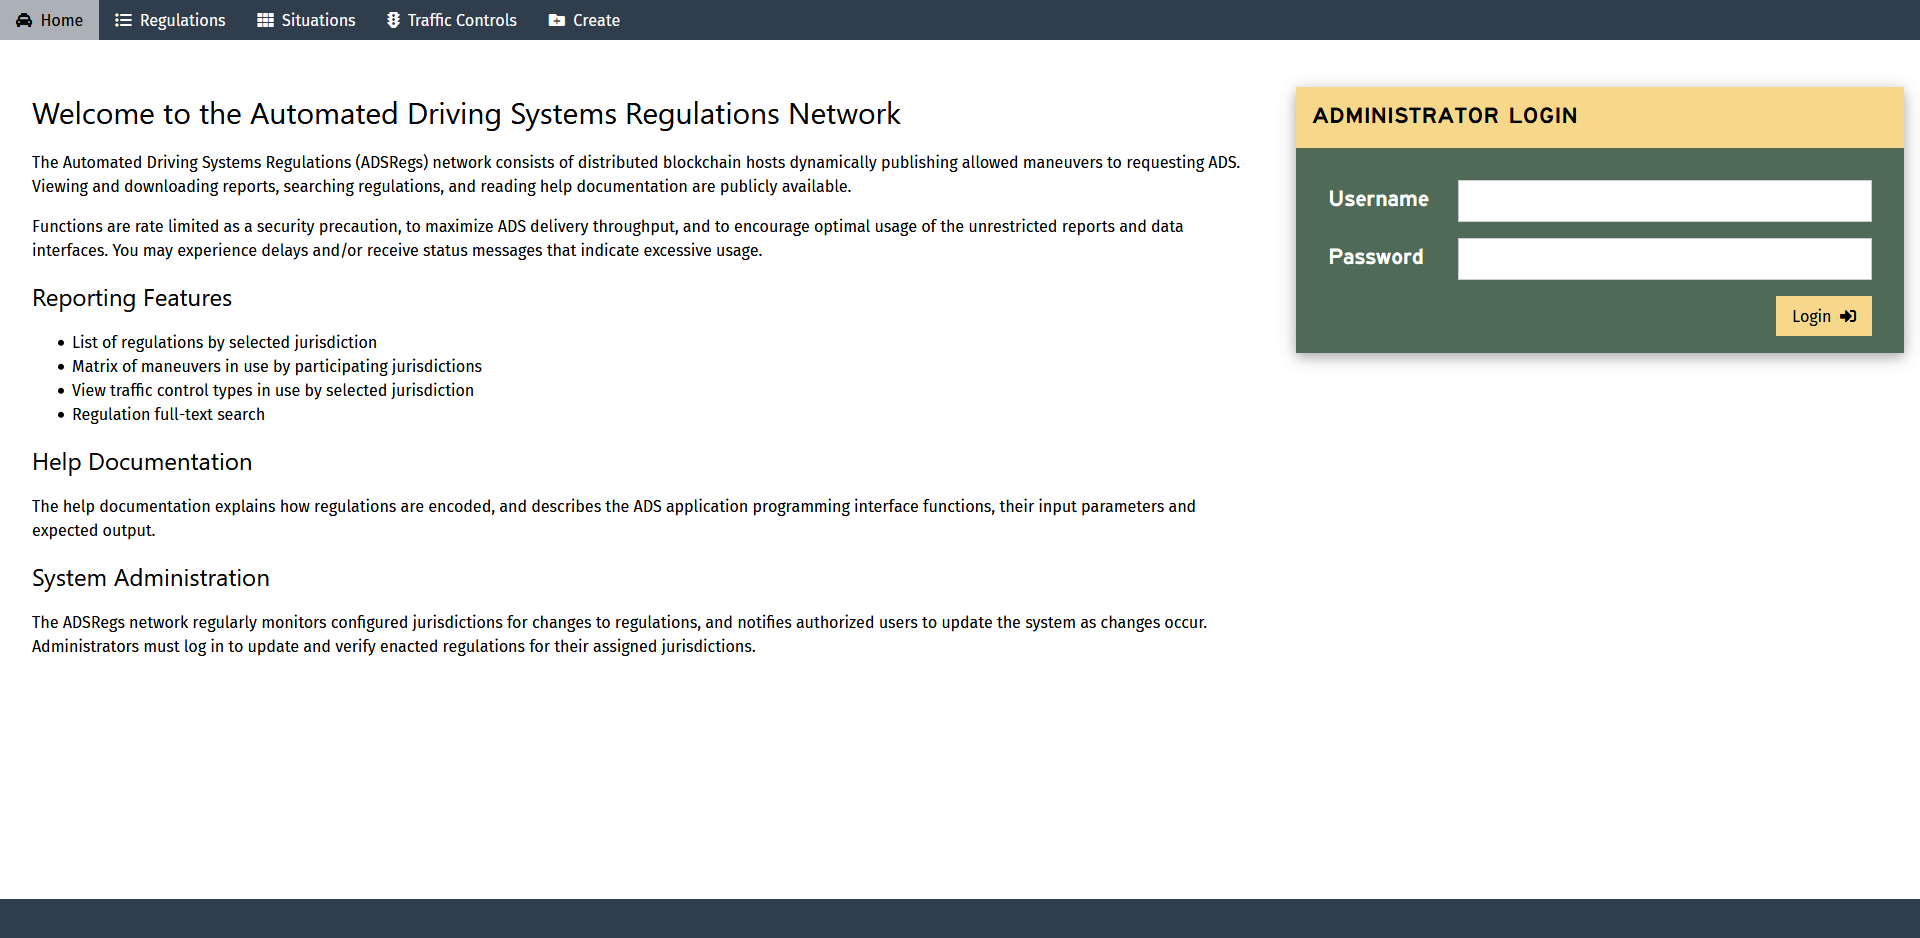 Home Regulations Situations Traffic Controls Create
Welcome to the Automated Driving Systems Regulations Network
The Automated Driving Systems Regulations (ADSRegs) network consists of distributed blockchain hosts dynamically publishing allowed maneuvers to requesting ADS.
Viewing and downloading reports, searching regulations, and reading help documentation are publicly available.
Functions are rate limited as a security precaution, to maximize ADS delivery throughput, and to encourage optimal usage of the unrestricted reports and data
interfaces. You may experience delays and/or receive status messages that indicate excessive usage.
Reporting Features
• List of regulations by selected jurisdiction
• Matrix of maneuvers in use by participating jurisdictions
• View traffic control types in use by selected jurisdiction
• Regulation full-text search
Help Documentation
The help documentation explains how regulations are encoded, and describes the ADS application programming interface functions, their input parameters and
expected output.
System Administration
The ADSRegs network regularly monitors configured jurisdictions for changes to regulations, and notifies authorized users to update the system as changes occur.
Administrators must log in to update and verify enacted regulations for their assigned jurisdictions.
ADMINISTRATOR LOGIN
Username
Password
Login